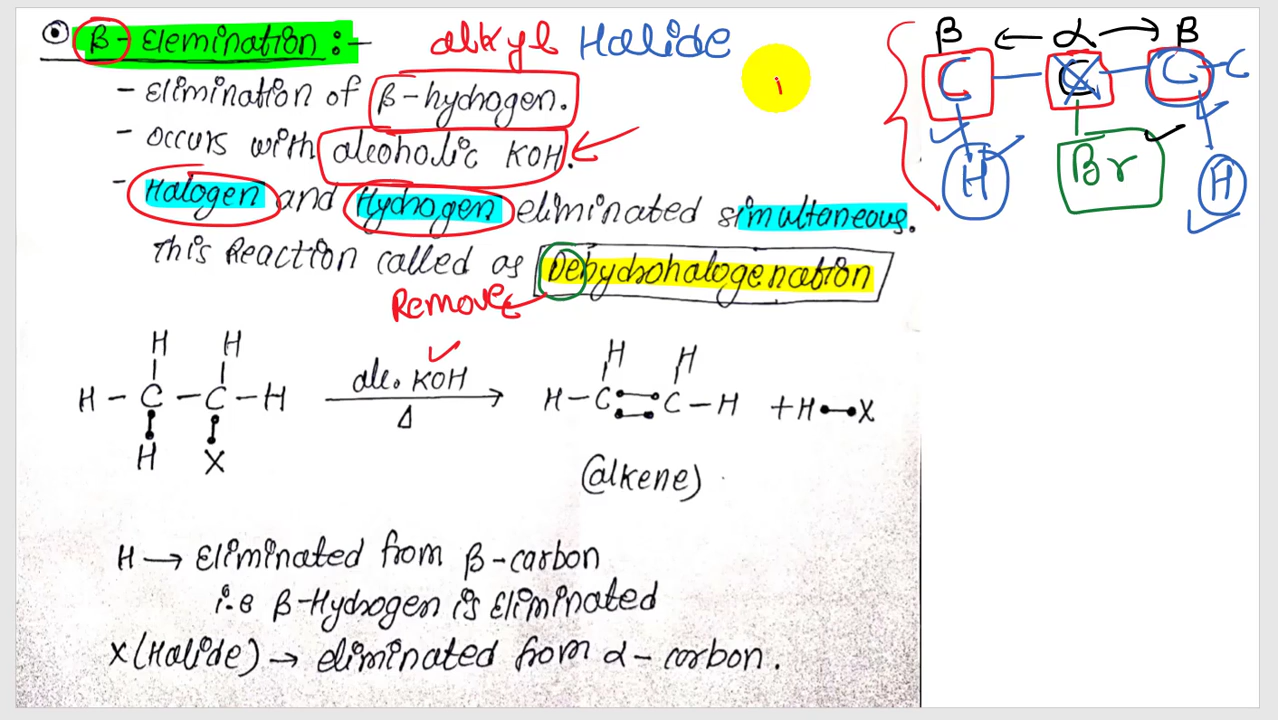 β- Elemination :- alkyl Halide
- Elimination of β-hydrogen.
- occurs with alcoholic KOH.
- Halogen and Hydrogen eliminated simultaneous.
this Reaction called as Dehydrohalogenation
Remove
β ← α → β
C C C C
H Br H
H H
H - C - C - H
H X
alc. KOH
Δ
H H
H - C = C - H + H - X
(alkene)
H → Eliminated from β-carbon
i.e β-Hydrogen is Eliminated
X (Halide) → eliminated from α- carbon.